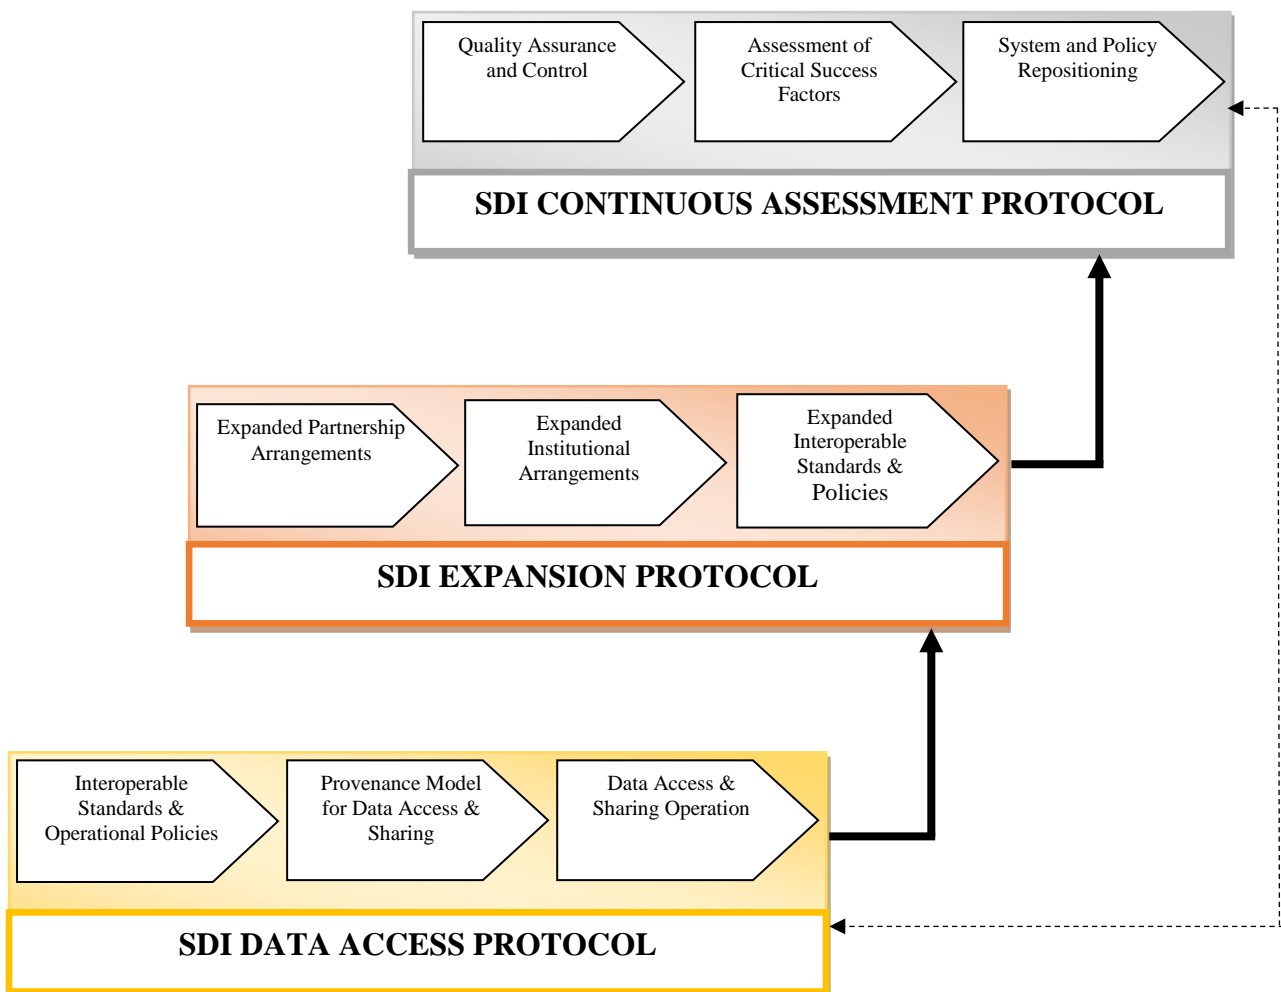 Quality Assurance
and Control
Assessment of
Critical Success
Factors
System and Policy
Repositioning
SDI CONTINUOUS ASSESSMENT PROTOCOL
Expanded Partnership
Arrangements
Expanded
Institutional
Arrangements
Expanded
Interoperable
Standards &
Policies
SDI EXPANSION PROTOCOL
Interoperable
Standards &
Operational Policies
Provenance Model
for Data Access &
Sharing
Data Access &
Sharing Operation
SDI DATA ACCESS PROTOCOL